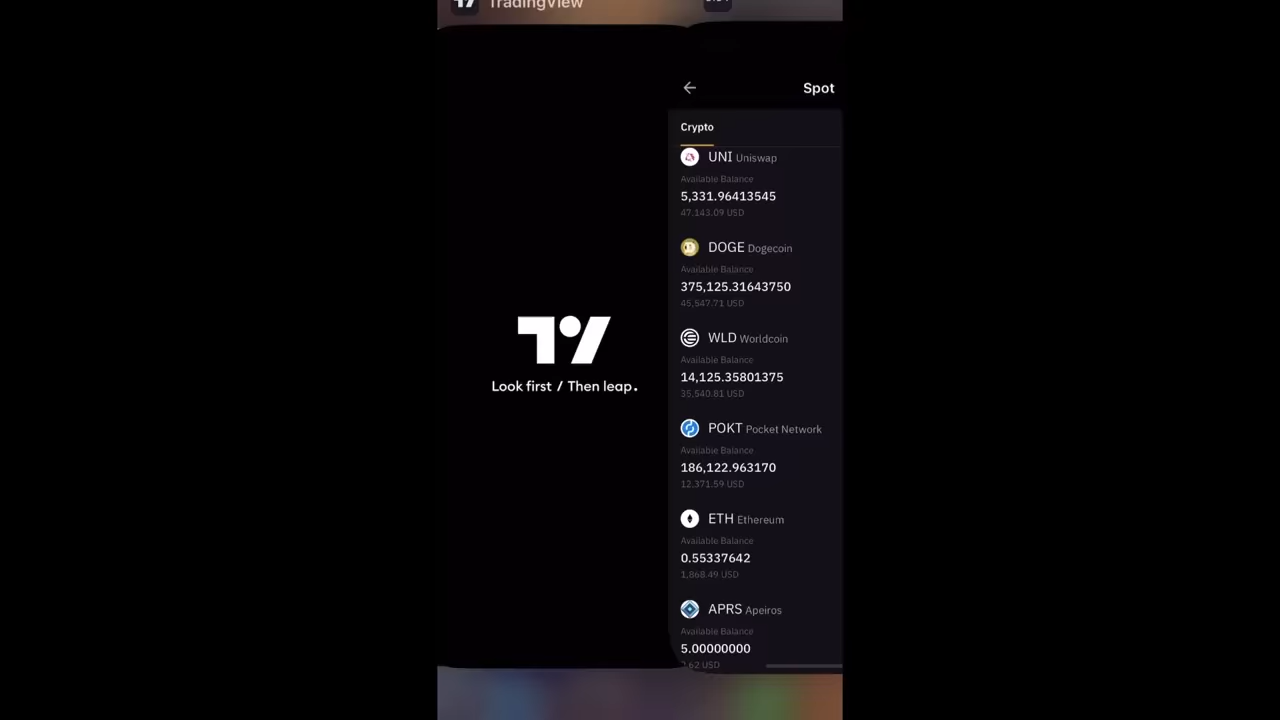 TradingView
Look first / Then leap.
Spot
Crypto
UNI Uniswap
Available Balance
5,331.96413545
47,143.09 USD
DOGE Dogecoin
Available Balance
375,125.31643750
45,547.71 USD
WLD Worldcoin
Available Balance
14,125.35801375
35,540.81 USD
POKT Pocket Network
Available Balance
186,122.963170
12,371.59 USD
ETH Ethereum
Available Balance
0.55337642
1,868.49 USD
APRS Apeiros
Available Balance
5.00000000
.62 USD